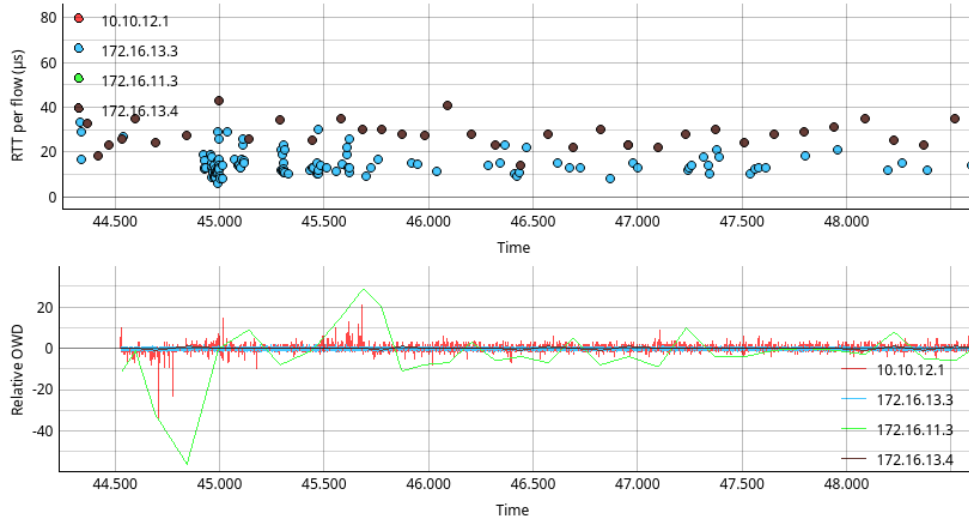 80
10.10.12.1
172.16.13.3
60
172.16.11.3
40
172.16.13.4
20
0
RTT per flow (µs)
44.500 45.000 45.500 46.000 46.500 47.000 47.500 48.000
Time
20
0
-20
-40
Relative OWD
10.10.12.1
172.16.13.3
172.16.11.3
172.16.13.4
44.500 45.000 45.500 46.000 46.500 47.000 47.500 48.000
Time